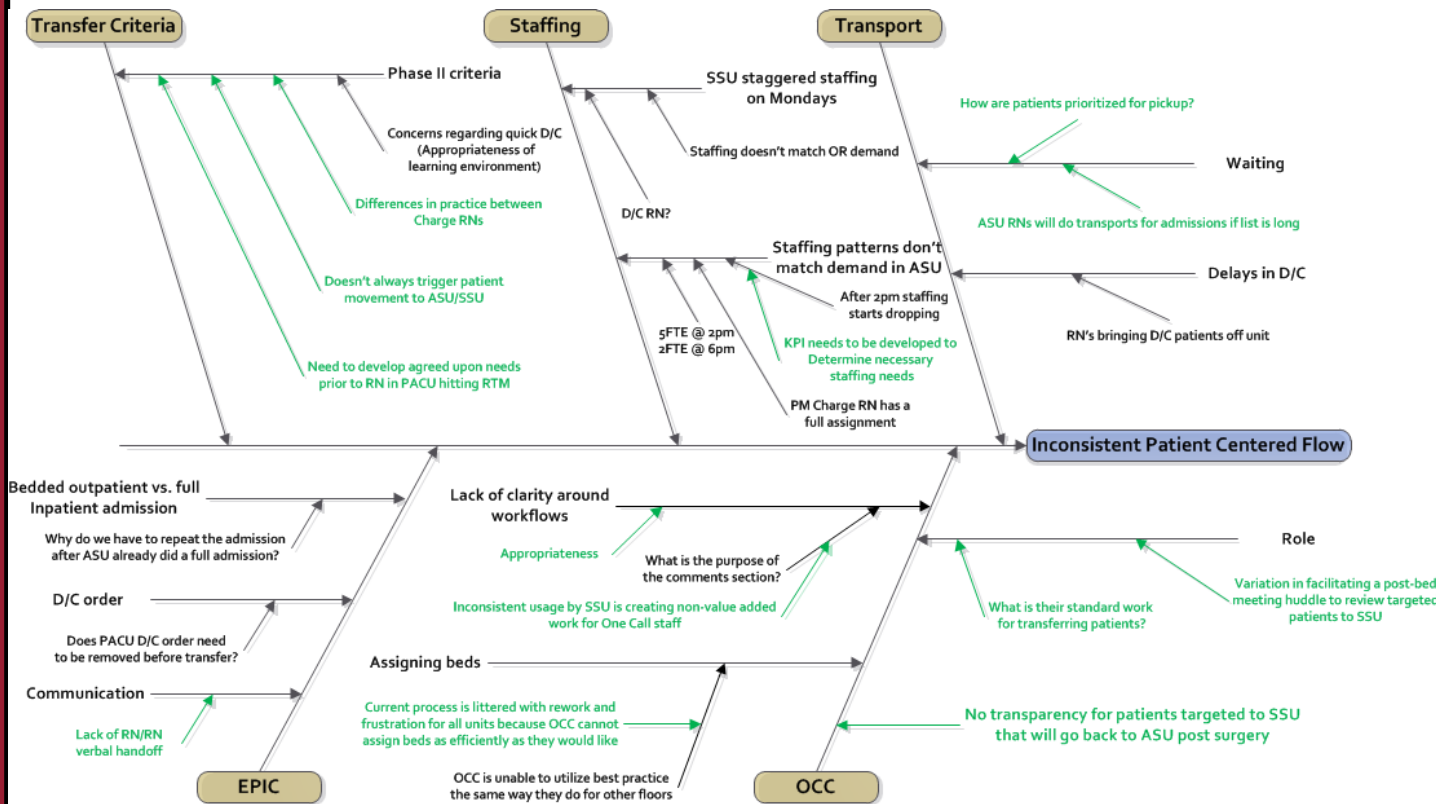 Transfer Criteria
Staffing
Transport
Phase II criteria
Concerns regarding quick D/C
(Appropriateness of
learning environment)
Differences in practice between
Charge RNs
Doesn't always trigger patient
movement to ASU/SSU
Need to develop agreed upon needs
prior to RN in PACU hitting RTM
SSU staggered staffing
on Mondays
Staffing doesn't match OR demand
D/C RN?
Staffing patterns don't
match demand in ASU
After 2pm staffing
starts dropping
5FTE @ 2pm
2FTE @ 6pm
KPI needs to be developed to
Determine necessary
staffing needs
PM Charge RN has a
full assignment
How are patients prioritized for pickup?
Waiting
ASU RNs will do transports for admissions if list is long
Delays in D/C
RN's bringing D/C patients off unit
Inconsistent Patient Centered Flow
Bedded outpatient vs. full
Inpatient admission
Why do we have to repeat the admission
after ASU already did a full admission?
D/C order
Does PACU D/C order need
to be removed before transfer?
Communication
Lack of RN/RN
verbal handoff
EPIC
Lack of clarity around
workflows
Appropriateness
What is the purpose of
the comments section?
Inconsistent usage by SSU is creating non-value added
work for One Call staff
Assigning beds
Current process is littered with rework and
frustration for all units because OCC cannot
assign beds as efficiently as they would like
OCC is unable to utilize best practice
the same way they do for other floors
Role
What is their standard work
for transferring patients?
Variation in facilitating a post-bed
meeting huddle to review targeted
patients to SSU
No transparency for patients targeted to SSU
that will go back to ASU post surgery
OCC